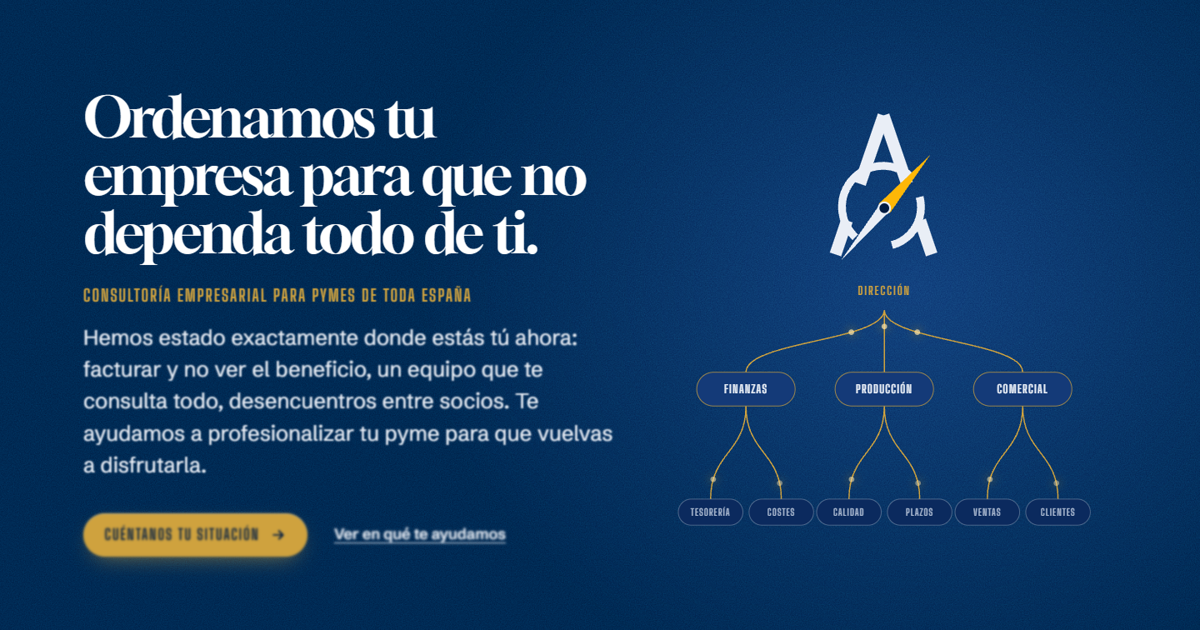 Ordenamos tu
empresa para que no
dependa todo de ti.
CONSULTORÍA EMPRESARIAL PARA PYMES DE TODA ESPAÑA
Hemos estado exactamente donde estás tú ahora:
facturar y no ver el beneficio, un equipo que te
consulta todo, desencuentros entre socios. Te
ayudamos a profesionalizar tu pyme para que vuelvas
a disfrutarla.
CUÉNTANOS TU SITUACIÓN →
Ver en qué te ayudamos
DIRECCIÓN
FINANZAS
PRODUCCIÓN
COMERCIAL
TESORERÍA
COSTES
CALIDAD
PLAZOS
VENTAS
CLIENTES